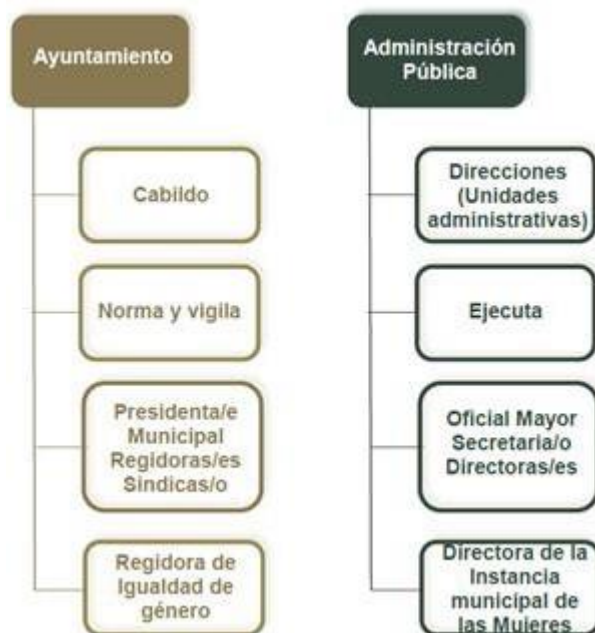 Ayuntamiento
Cabildo
Norma y vigila
Presidenta/e
Municipal
Regidoras/es
Sindicas/o
Regidora de
Igualdad de
género
Administración
Pública
Direcciones
(Unidades
administrativas)
Ejecuta
Oficial Mayor
Secretaria/o
Directoras/es
Directora de la
Instancia
municipal de
las Mujeres